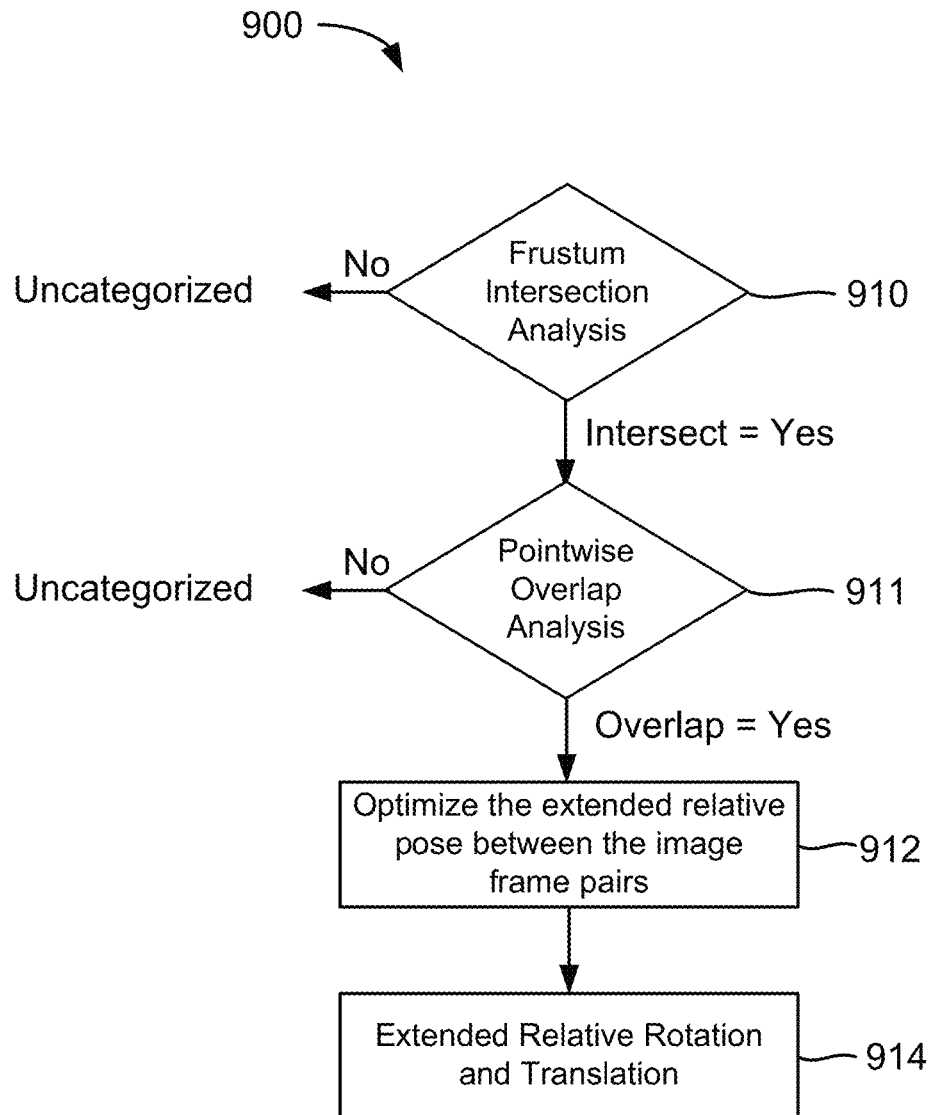 900
Frustum
Intersection
Analysis
No
Uncategorized
910
Intersect = Yes
Pointwise
Overlap
Analysis
No
Uncategorized
911
Overlap = Yes
Optimize the extended relative
pose between the image
frame pairs
912
Extended Relative Rotation
and Translation
914